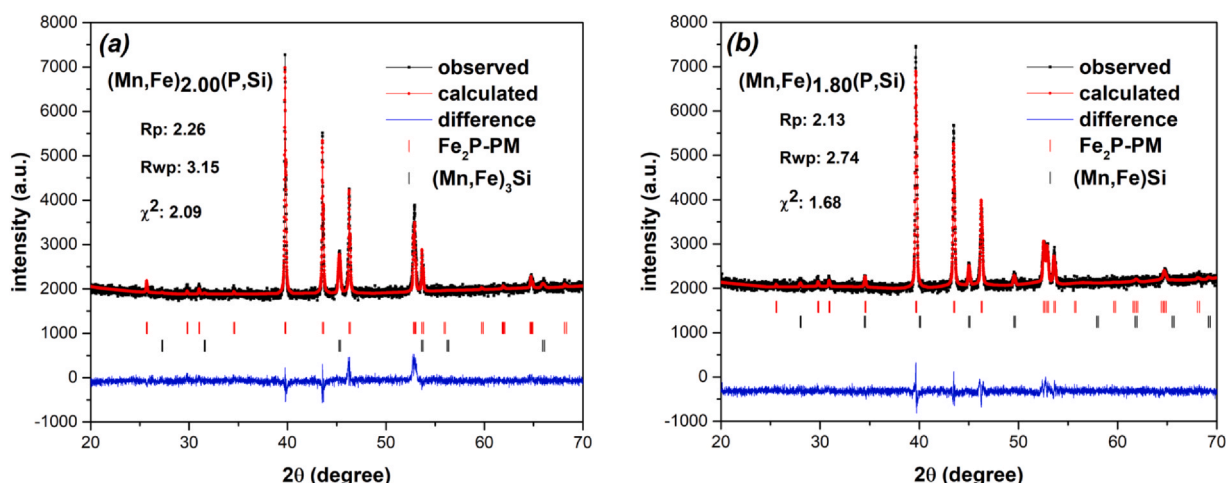 (a)
(Mn,Fe)2.00(P,Si)
Rp: 2.26
Rwp: 3.15
χ²: 2.09
observed
calculated
difference
Fe₂P-PM
(Mn,Fe)₃Si
8000
7000
6000
5000
4000
3000
2000
1000
0
-1000
intensity (a.u.)
20 30 40 50 60 70
2θ (degree)
(b)
(Mn,Fe)1.80(P,Si)
Rp: 2.13
Rwp: 2.74
χ²: 1.68
observed
calculated
difference
Fe₂P-PM
(Mn,Fe)Si
8000
7000
6000
5000
4000
3000
2000
1000
0
-1000
intensity (a.u.)
20 30 40 50 60 70
2θ (degree)